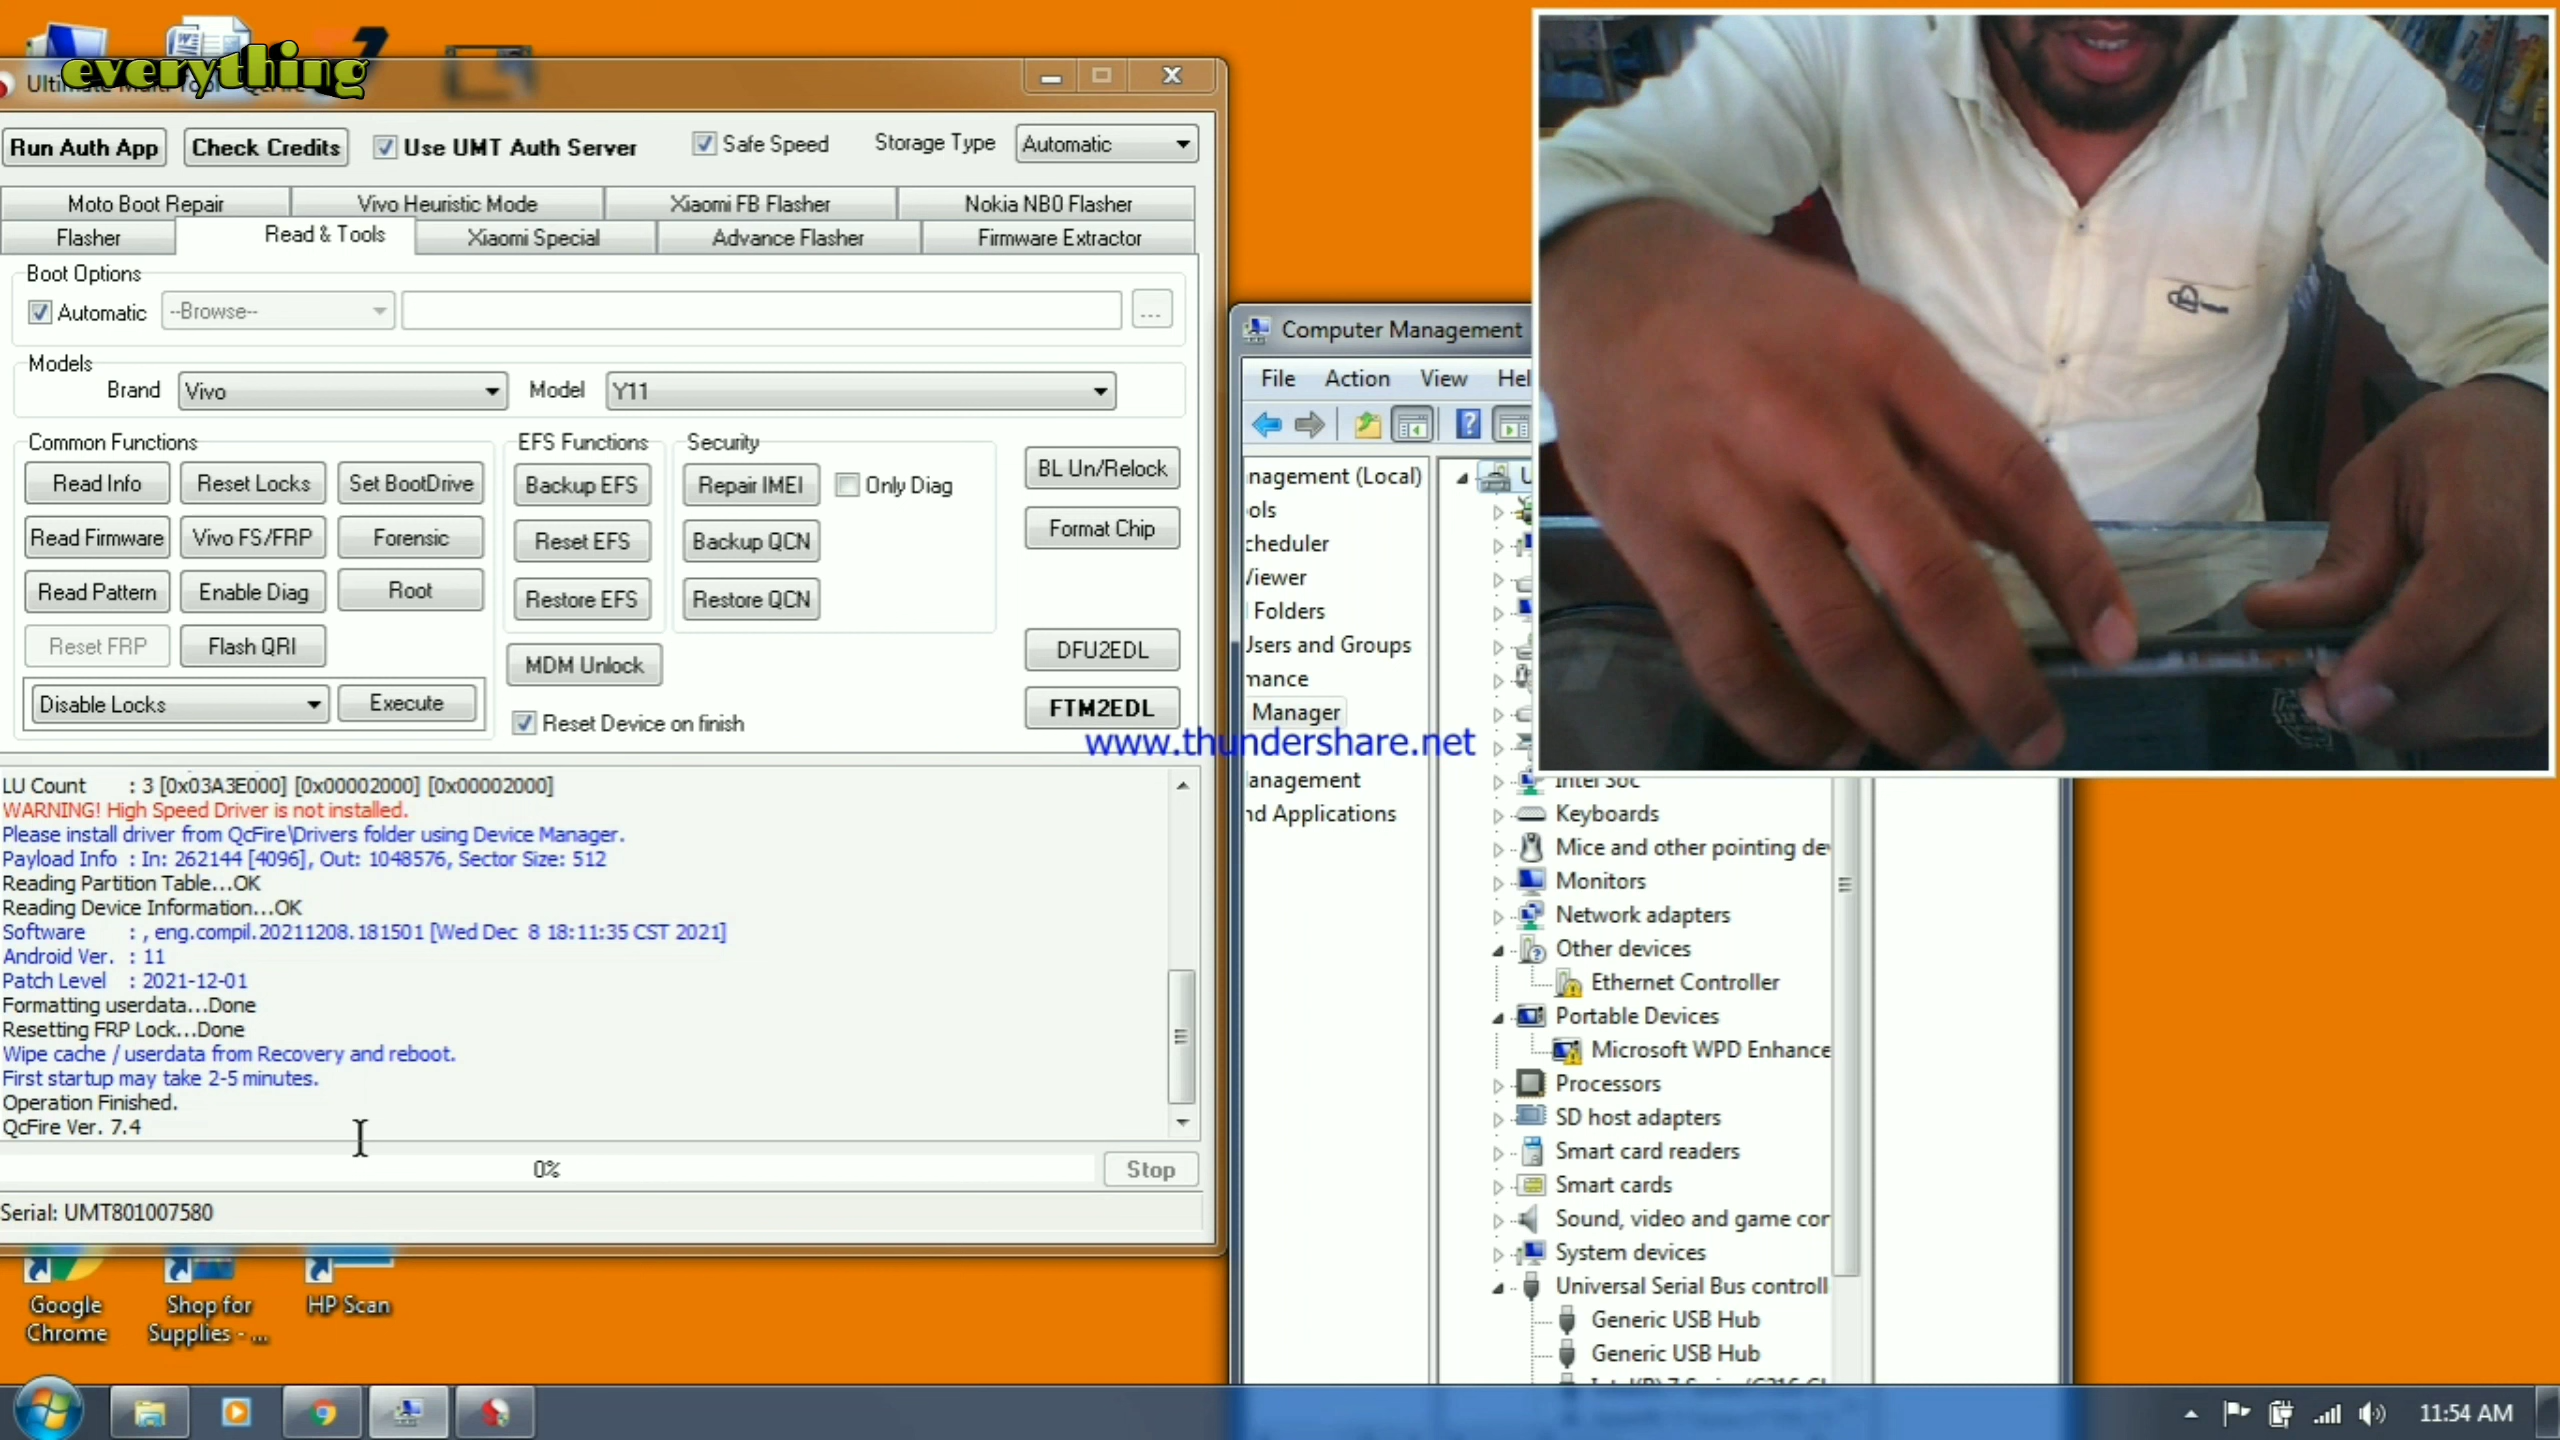 everything
Run Auth App
Check Credits
Use UMT Auth Server
Safe Speed
Storage Type
Automatic
Moto Boot Repair
Vivo Heuristic Mode
Xiaomi FB Flasher
Nokia NB0 Flasher
Flasher
Read & Tools
Xiaomi Special
Advance Flasher
Firmware Extractor
Boot Options
Automatic
--Browse--
...
Models
Brand
Vivo
Model
Y11
Common Functions
Read Info
Reset Locks
Set BootDrive
Read Firmware
Vivo FS/FRP
Forensic
Read Pattern
Enable Diag
Root
Reset FRP
Flash QRI
Disable Locks
Execute
EFS Functions
Backup EFS
Reset EFS
Restore EFS
MDM Unlock
Reset Device on finish
Security
Repair IMEI
Only Diag
Backup QCN
Restore QCN
BL Un/Relock
Format Chip
DFU2EDL
FTM2EDL
www.thundershare.net
LU Count : 3 [0x03A3E000] [0x00002000] [0x00002000]
WARNING! High Speed Driver is not installed.
Please install driver from QcFire\Drivers folder using Device Manager.
Payload Info : In: 262144 [4096], Out: 1048576, Sector Size: 512
Reading Partition Table...OK
Reading Device Information...OK
Software : , eng.compil.20211208.181501 [Wed Dec 8 18:11:35 CST 2021]
Android Ver. : 11
Patch Level : 2021-12-01
Formatting userdata...Done
Resetting FRP Lock...Done
Wipe cache / userdata from Recovery and reboot.
First startup may take 2-5 minutes.
Operation Finished.
QcFire Ver. 7.4
0%
Stop
Serial: UMT801007580
Computer Management
File Action View Hel
nagement (Local)
ols
cheduler
Viewer
Folders
Users and Groups
mance
Manager
anagement
nd Applications
Keyboards
Mice and other pointing de
Monitors
Network adapters
Other devices
Ethernet Controller
Portable Devices
Microsoft WPD Enhance
Processors
SD host adapters
Smart card readers
Smart cards
Sound, video and game cor
System devices
Universal Serial Bus controll
Generic USB Hub
Generic USB Hub
Google Chrome
Shop for Supplies - ...
HP Scan
11:54 AM